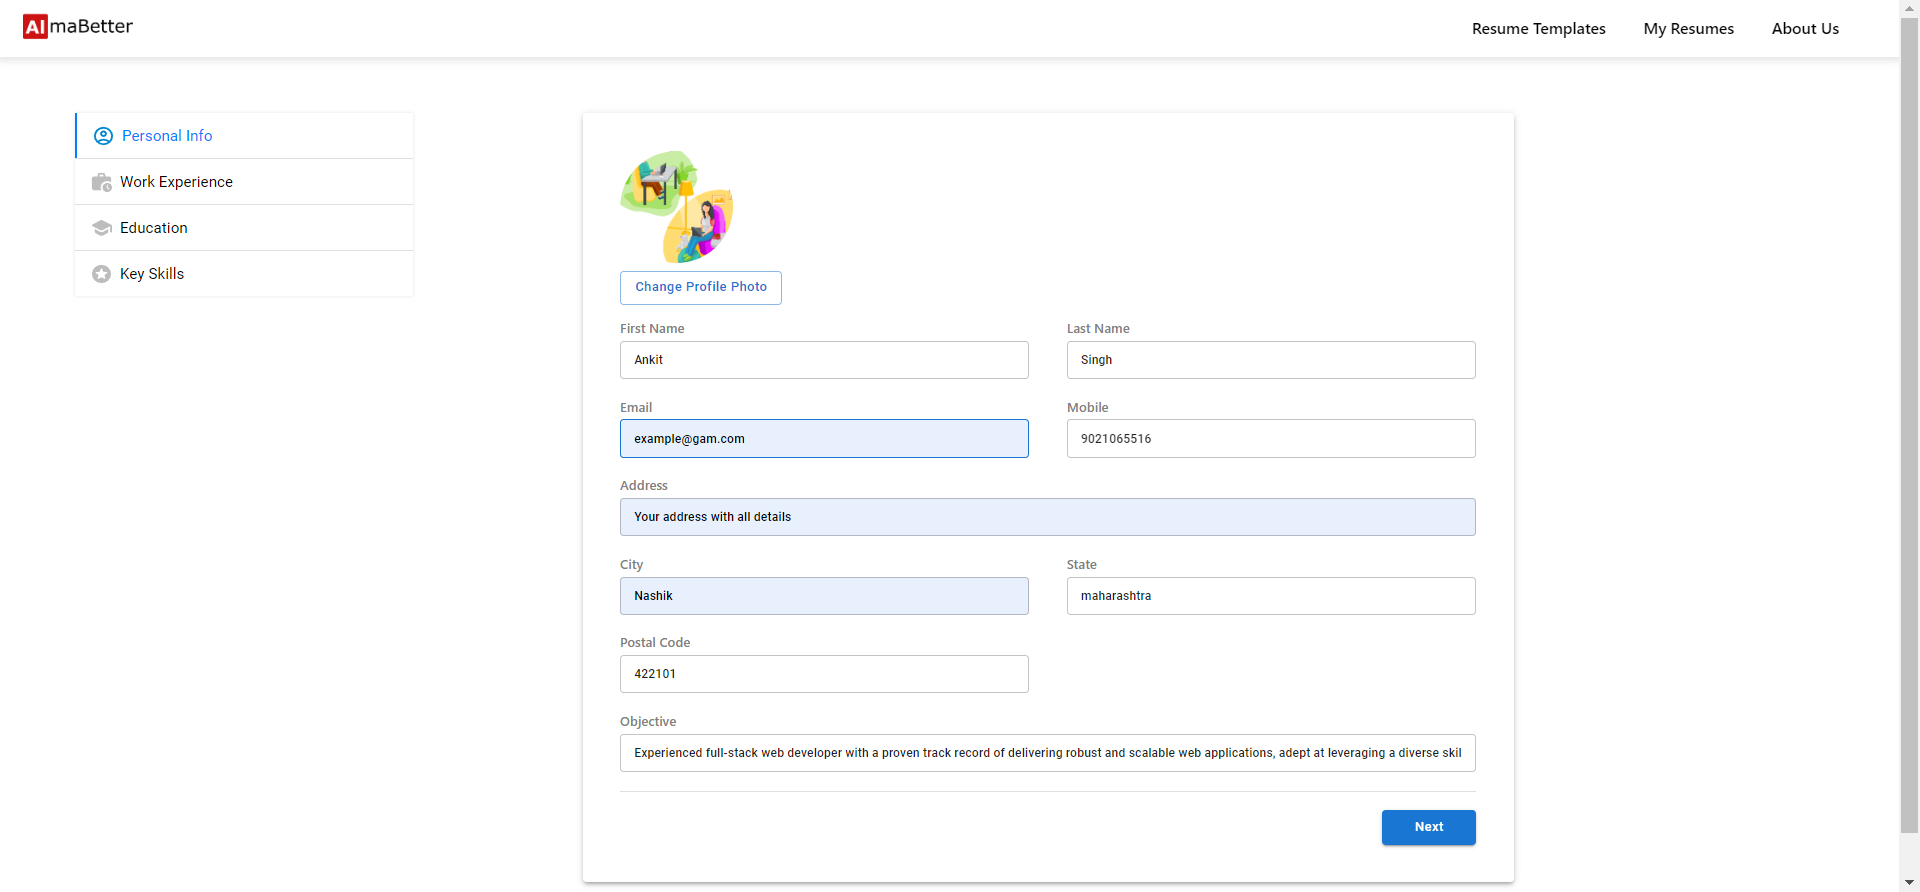 AlmaBetter
Resume Templates
My Resumes
About Us
Personal Info
Work Experience
Education
Key Skills
Change Profile Photo
First Name
Last Name
Ankit
Singh
Email
Mobile
example@gam.com
9021065516
Address
Your address with all details
City
State
Nashik
maharashtra
Postal Code
422101
Objective
Experienced full-stack web developer with a proven track record of delivering robust and scalable web applications, adept at leveraging a diverse skil
Next